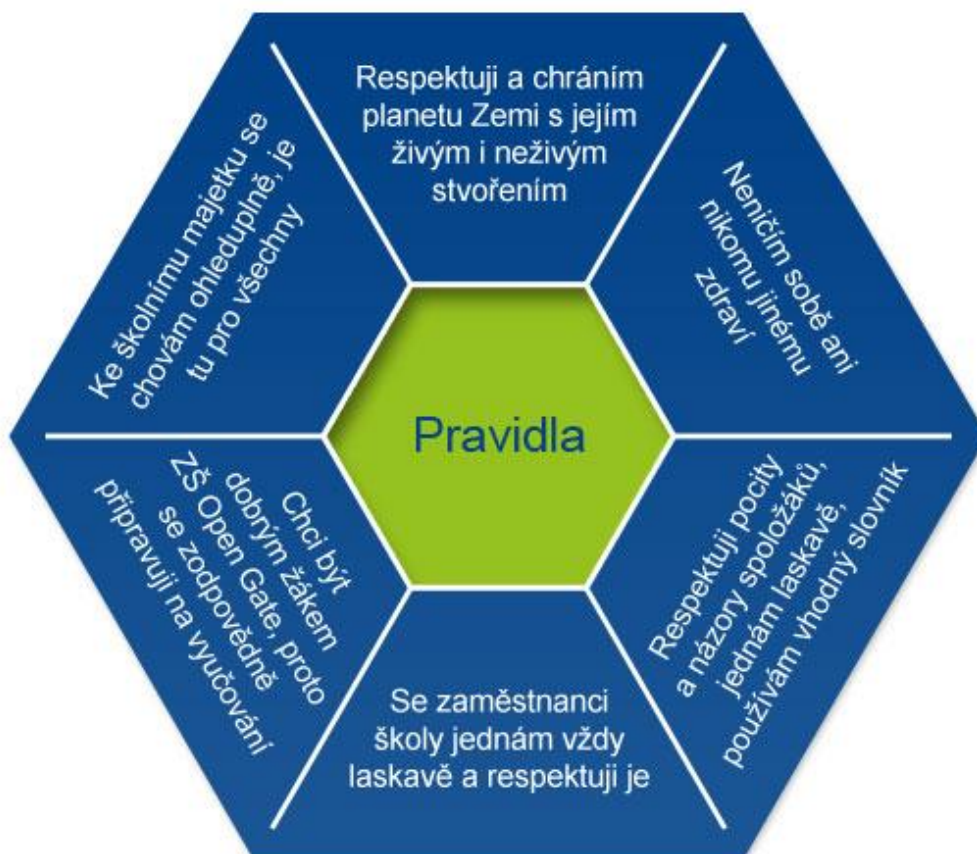 Respektuji a chráním
planetu Zemi s jejím
živým i neživým
stvořením
Neničím sobě ani
nikomu jinému
zdraví
Respektuji pocity
a názory spoložáků,
jednám laskavě,
používám vhodný slovník
Se zaměstnanci
školy jednám vždy
laskavě a respektuji je
Chci být
dobrým žákem
ZŠ Open Gate, proto
se zodpovědně
připravuji na vyučování
Ke školnímu majetku se
chovám ohleduplně, je
tu pro všechny
Pravidla